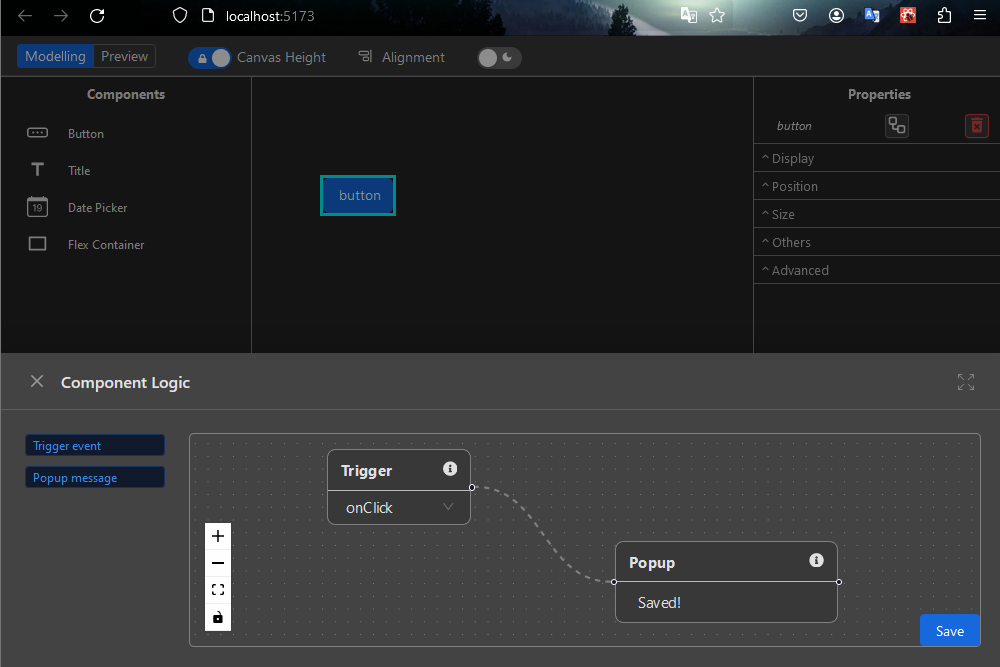 localhost:5173
Modelling Preview Canvas Height Alignment
Components
Button
Title
19 Date Picker
Flex Container
button
Properties
button
Display
Position
Size
Others
Advanced
Component Logic
Trigger event
Popup message
Trigger
onClick
Popup
Saved!
Save